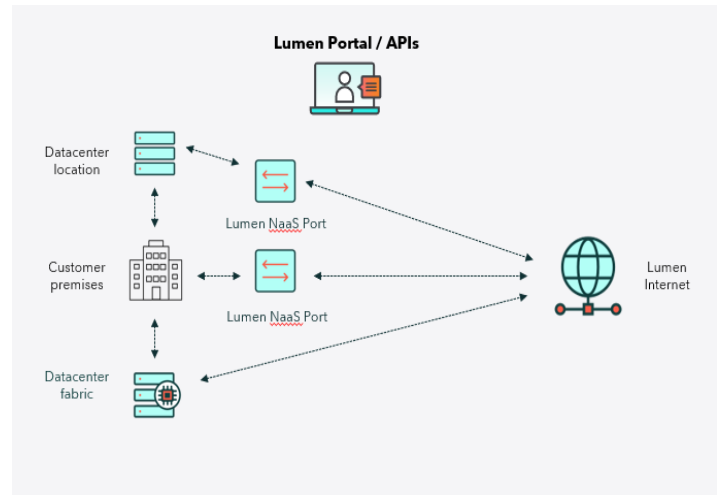 Lumen Portal / APIs
Datacenter
location
Lumen NaaS Port
Customer
premises
Lumen NaaS Port
Lumen
Internet
Datacenter
fabric